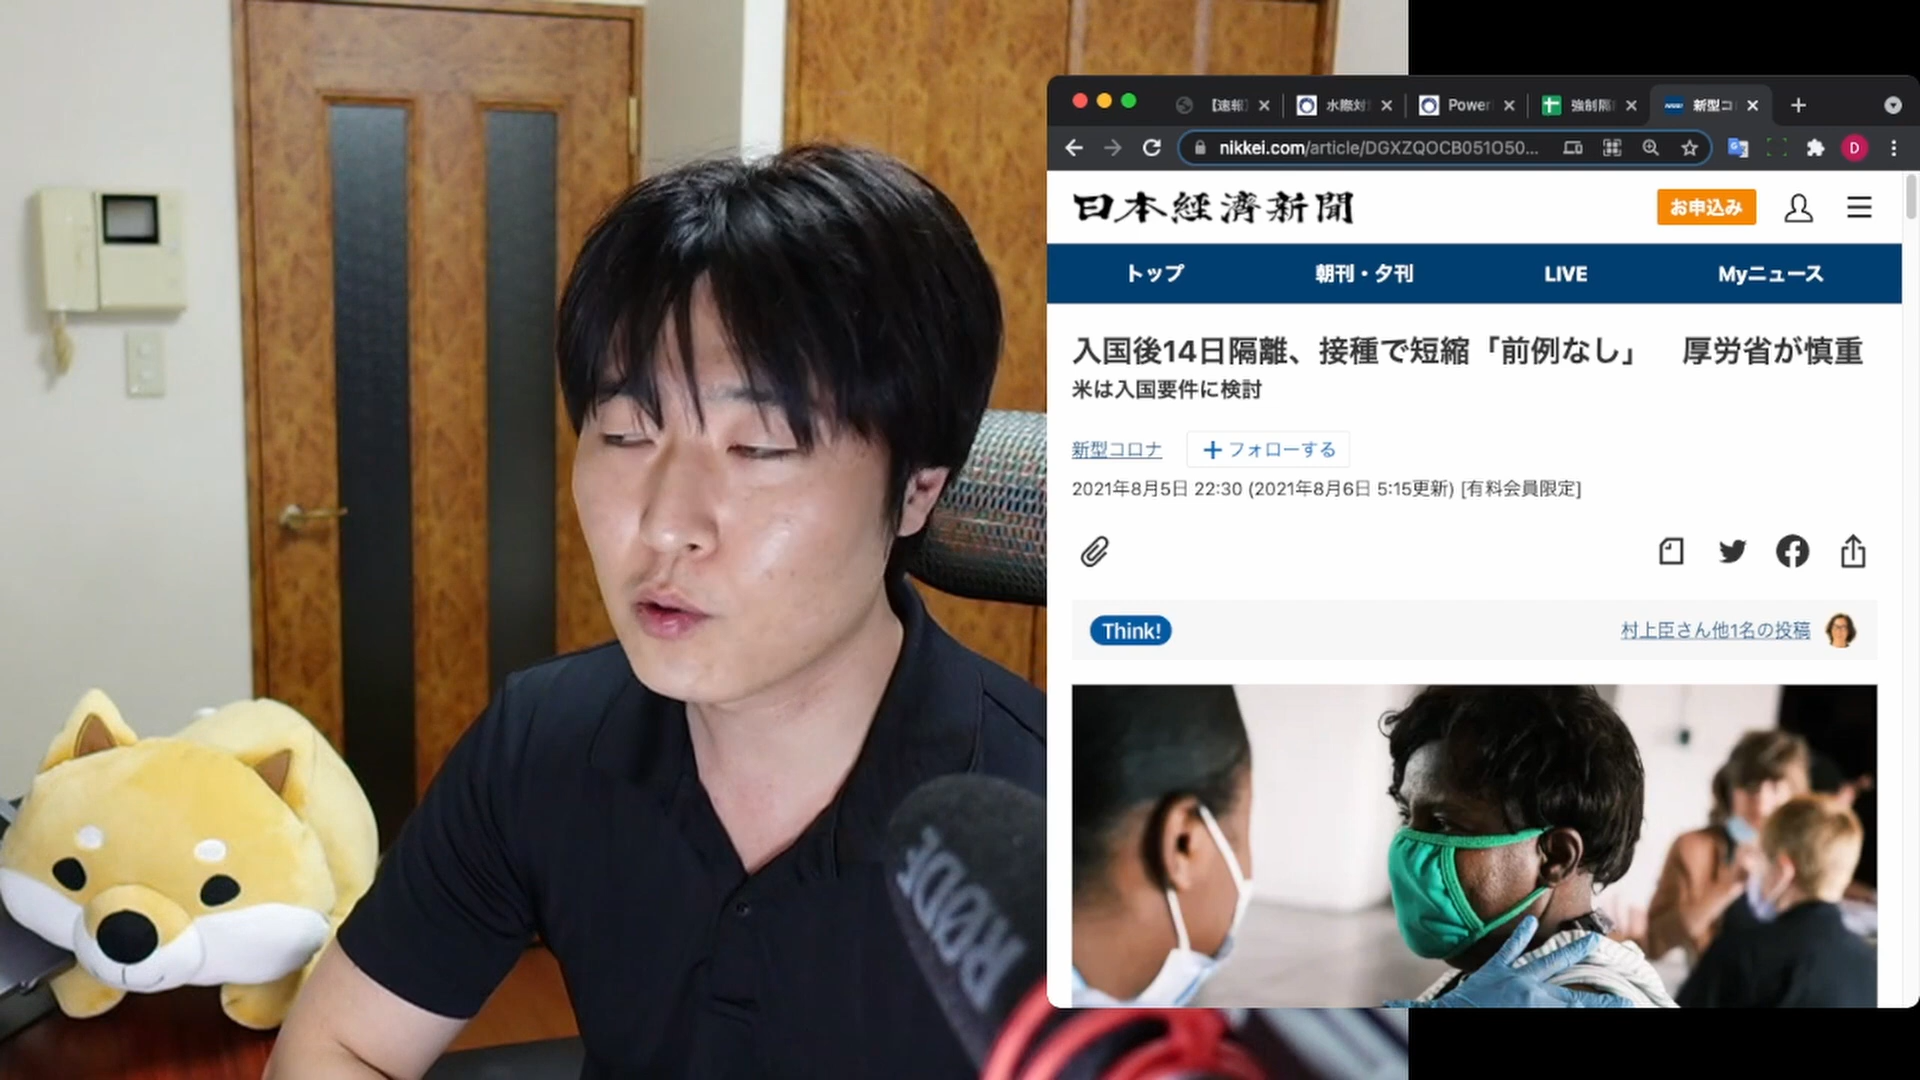 【速報】
水際対
Power
強制隔
新型コ
nikkei.com/article/DGXZQOCB051O50...
D
日本経済新聞
お申込み
トップ
朝刊・夕刊
LIVE
Myニュース
入国後14日隔離、接種で短縮「前例なし」 厚労省が慎重
米は入国要件に検討
新型コロナ
+フォローする
2021年8月5日 22:30 (2021年8月6日 5:15更新) [有料会員限定]
Think!
村上臣さん他1名の投稿
RØDE